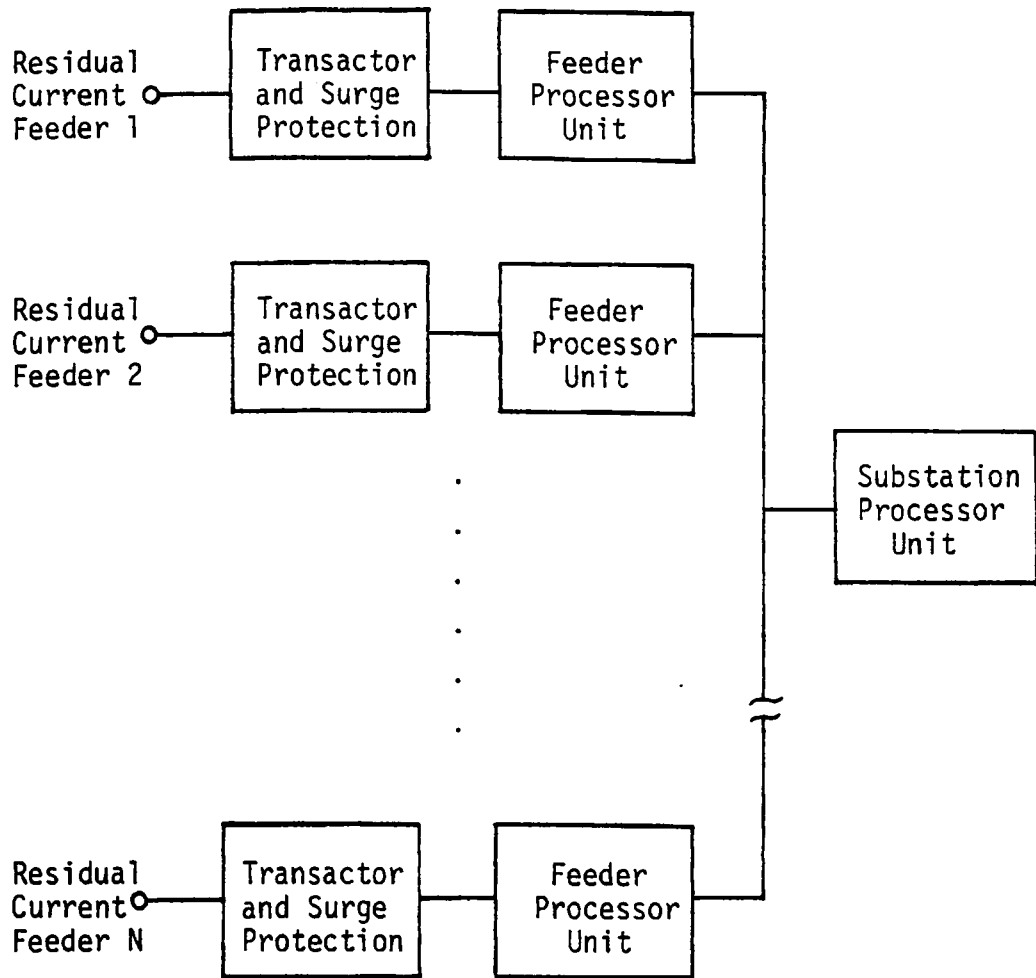 Residual
Current
Feeder 1
Transactor
and Surge
Protection
Feeder
Processor
Unit
Residual
Current
Feeder 2
Transactor
and Surge
Protection
Feeder
Processor
Unit
Substation
Processor
Unit
Residual
Current
Feeder N
Transactor
and Surge
Protection
Feeder
Processor
Unit